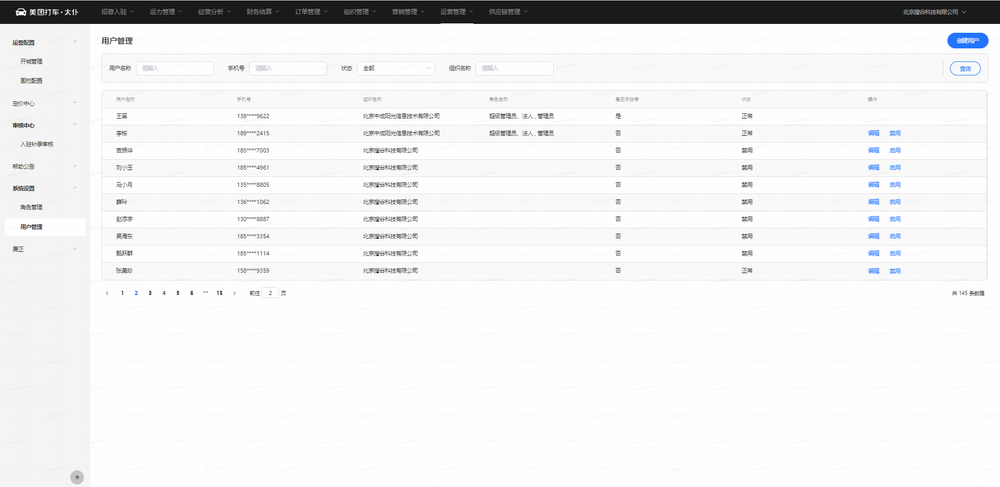 美团打车·太仆 招募入驻 运力管理 经营分析 财务结算 订单管理 组织管理 营销管理 运营管理 供应链管理 北京搜谷科技有限公司
运营配置
开城管理
围栏配置
定价中心
审核中心
入驻补录审核
帮助公告
系统设置
角色管理
用户管理
廉正
用户管理 创建用户
用户名称 请输入 手机号 请输入 状态 全部 组织名称 请输入 查询
用户名称 手机号 组织名称 角色名称 是否总账号 状态 操作
王笛 138****9622 北京中成阳光信息技术有限公司 超级管理员、法人 , 管理员 是 正常
李栋 189****2415 北京中成阳光信息技术有限公司 超级管理员、法人 , 管理员 否 正常 编辑 禁用
吉振华 185****7003 北京搜谷科技有限公司 否 禁用 编辑 启用
刘小玉 185****4961 北京搜谷科技有限公司 否 禁用 编辑 启用
马小月 135****8805 北京搜谷科技有限公司 否 禁用 编辑 启用
薛玲 136****1062 北京搜谷科技有限公司 否 禁用 编辑 启用
赵添宇 130****8887 北京搜谷科技有限公司 否 禁用 编辑 启用
吴海东 185****3354 北京搜谷科技有限公司 否 禁用 编辑 启用
甄跃群 185****1114 北京搜谷科技有限公司 否 禁用 编辑 启用
张美珍 158****9359 北京搜谷科技有限公司 否 正常 编辑 禁用
1 2 3 4 5 6 ··· 15 前往 2 页 共 145 条数据